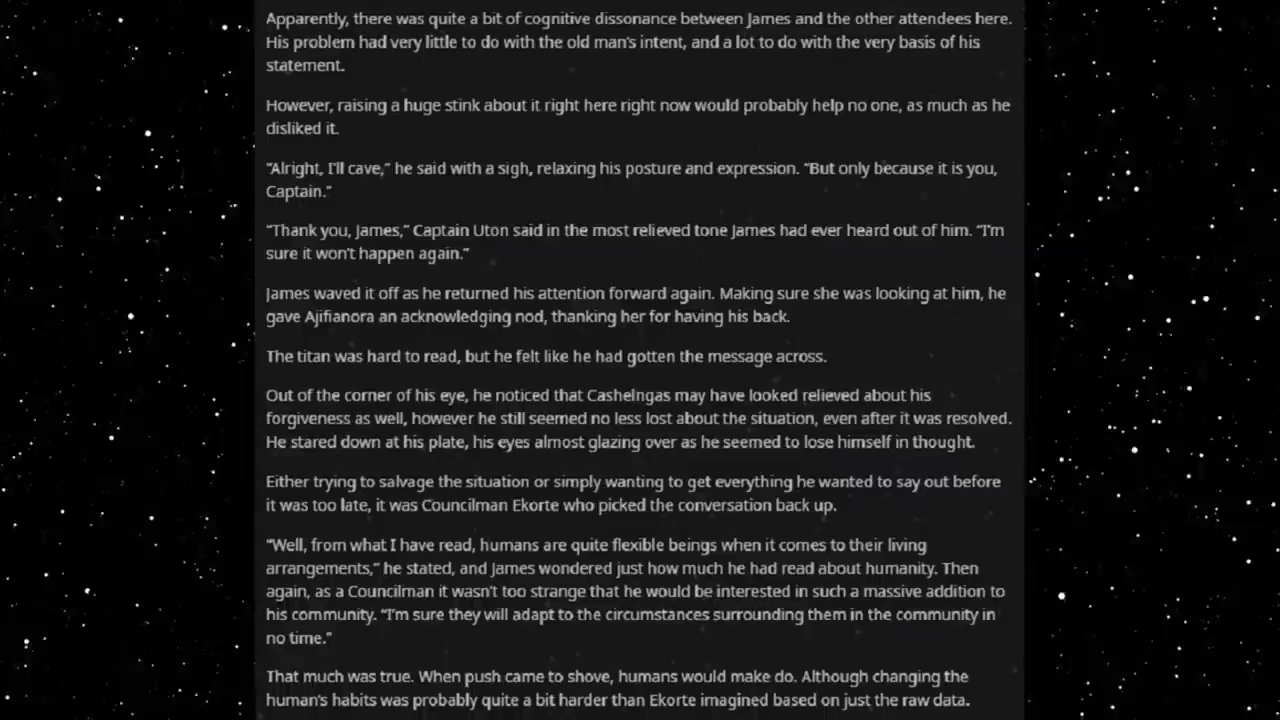 Apparently, there was quite a bit of cognitive dissonance between James and the other attendees here.
His problem had very little to do with the old man's intent, and a lot to do with the very basis of his
statement.
However, raising a huge stink about it right here right now would probably help no one, as much as he
disliked it.
“Alright, I'll cave,” he said with a sigh, relaxing his posture and expression. “But only because it is you,
Captain.”
“Thank you, James,” Captain Uton said in the most relieved tone James had ever heard out of him. “I'm
sure it won't happen again.”
James waved it off as he returned his attention forward again. Making sure she was looking at him, he
gave Ajifianora an acknowledging nod, thanking her for having his back.
The titan was hard to read, but he felt like he had gotten the message across.
Out of the corner of his eye, he noticed that Cashelngas may have looked relieved about his
forgiveness as well, however he still seemed no less lost about the situation, even after it was resolved.
He stared down at his plate, his eyes almost glazing over as he seemed to lose himself in thought.
Either trying to salvage the situation or simply wanting to get everything he wanted to say out before
it was too late, it was Councilman Ekorte who picked the conversation back up.
“Well, from what I have read, humans are quite flexible beings when it comes to their living
arrangements,” he stated, and James wondered just how much he had read about humanity. Then
again, as a Councilman it wasn't too strange that he would be interested in such a massive addition to
his community. “I'm sure they will adapt to the circumstances surrounding them in the community in
no time.”
That much was true. When push came to shove, humans would make do. Although changing the
human's habits was probably quite a bit harder than Ekorte imagined based on just the raw data.